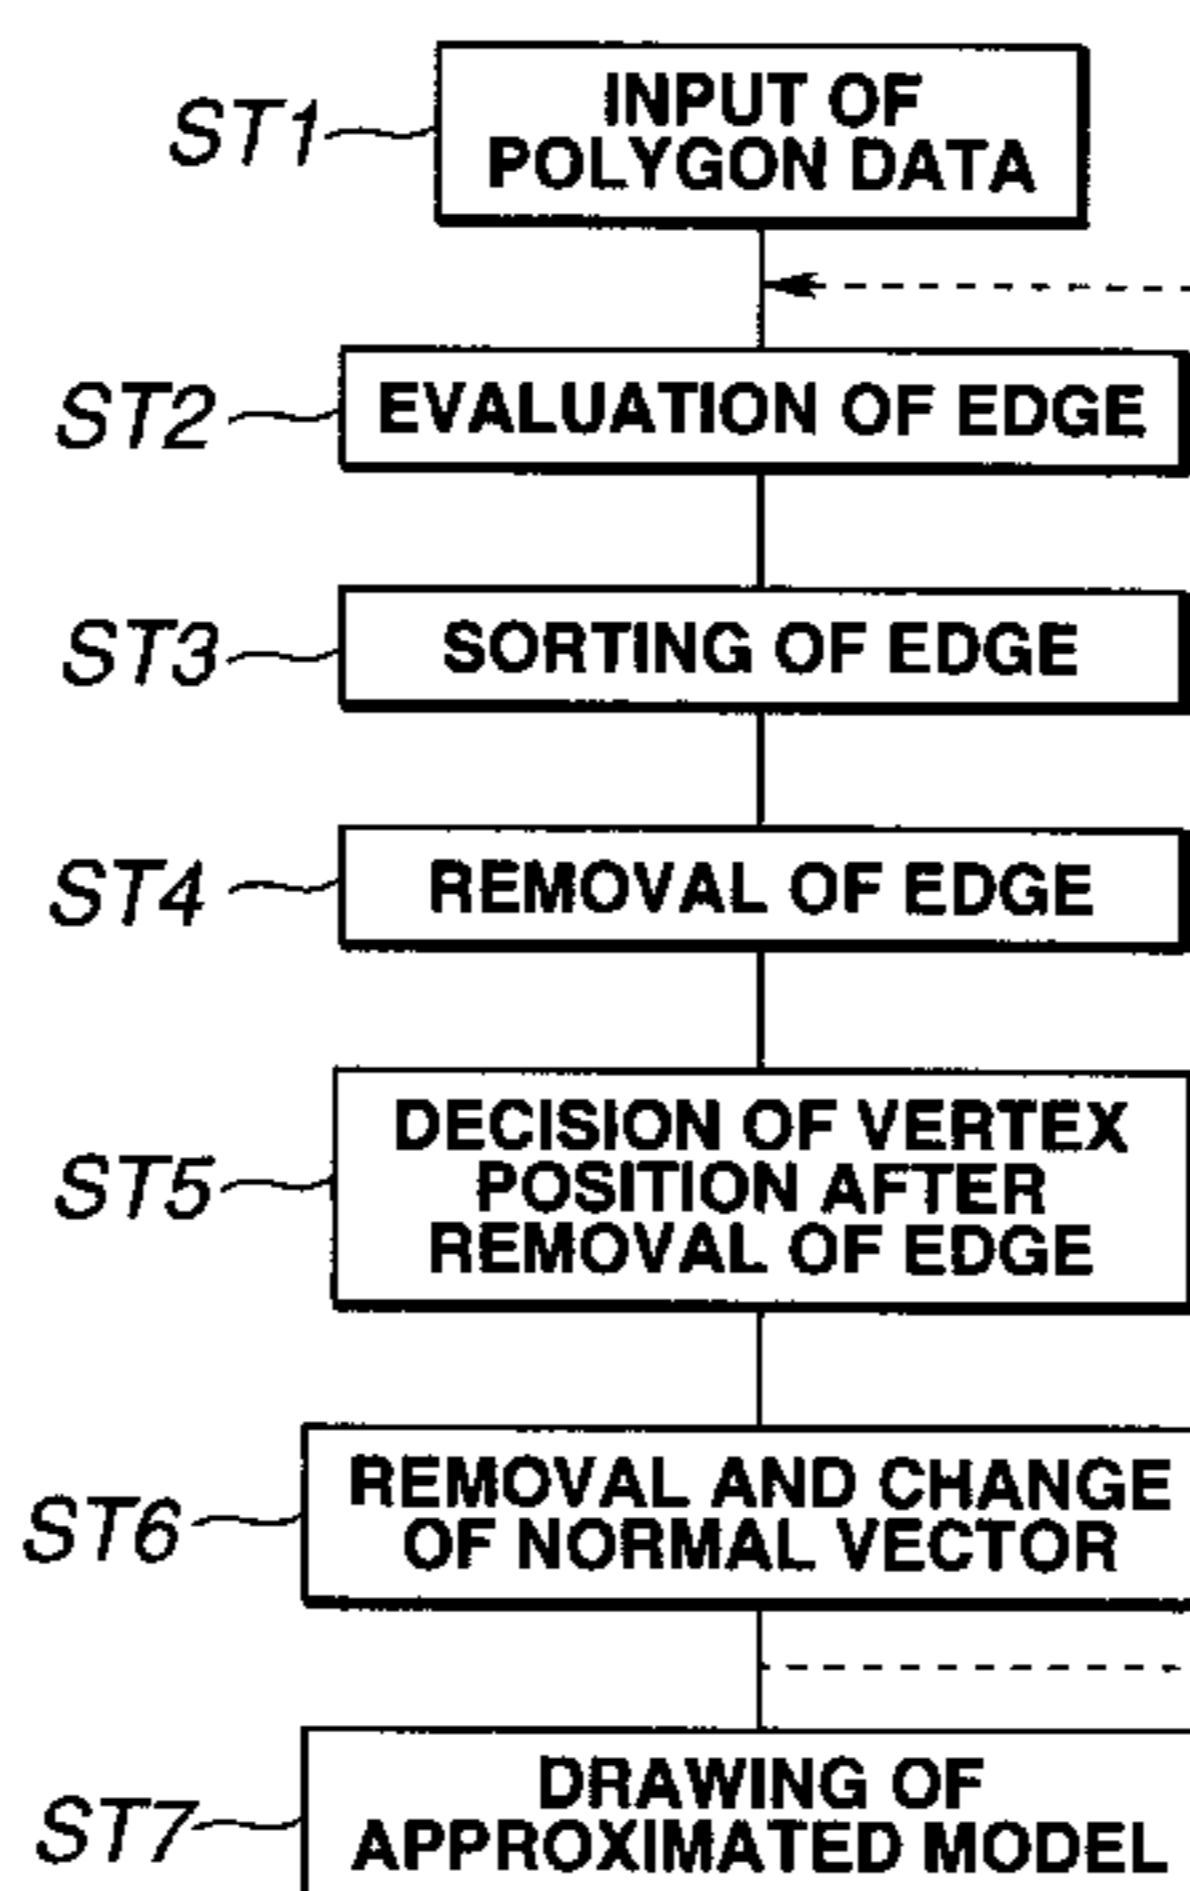 ST1
INPUT OF
POLYGON DATA
ST2
EVALUATION OF EDGE
ST3
SORTING OF EDGE
ST4
REMOVAL OF EDGE
ST5
DECISION OF VERTEX
POSITION AFTER
REMOVAL OF EDGE
ST6
REMOVAL AND CHANGE
OF NORMAL VECTOR
ST7
DRAWING OF
APPROXIMATED MODEL